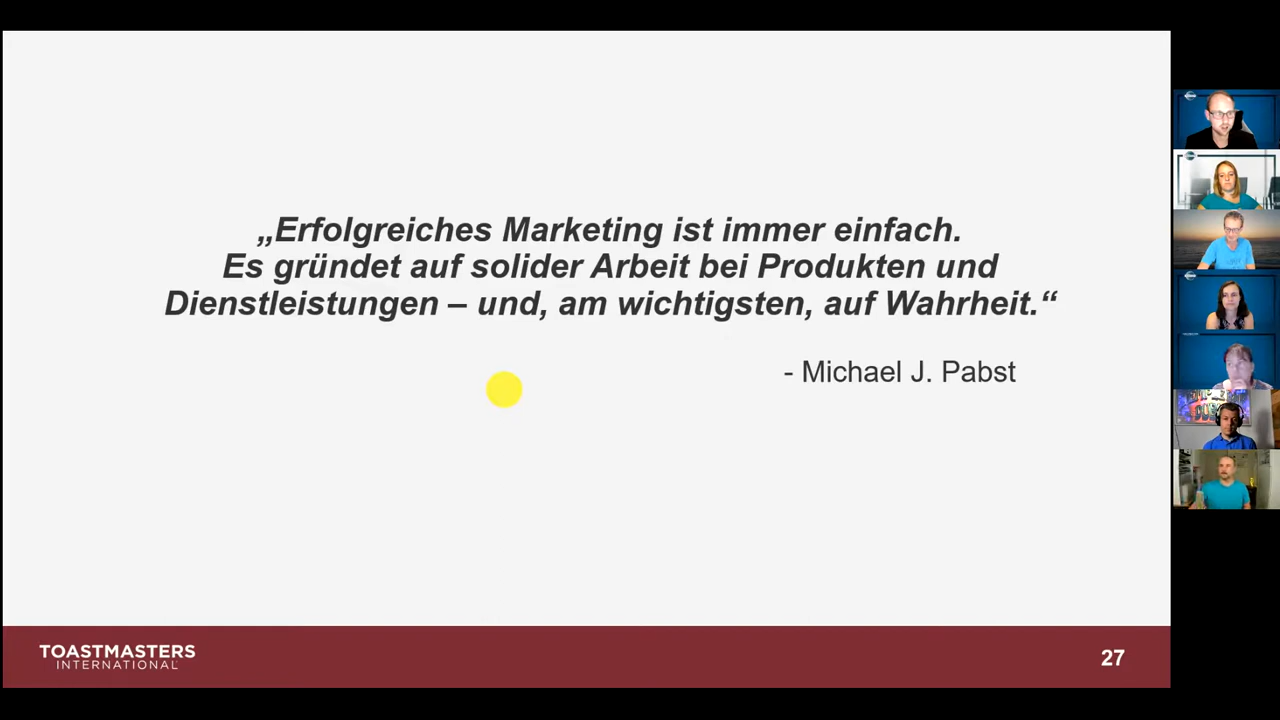 „Erfolgreiches Marketing ist immer einfach.
Es gründet auf solider Arbeit bei Produkten und
Dienstleistungen – und, am wichtigsten, auf Wahrheit.“
- Michael J. Pabst
TOASTMASTERS
INTERNATIONAL
27